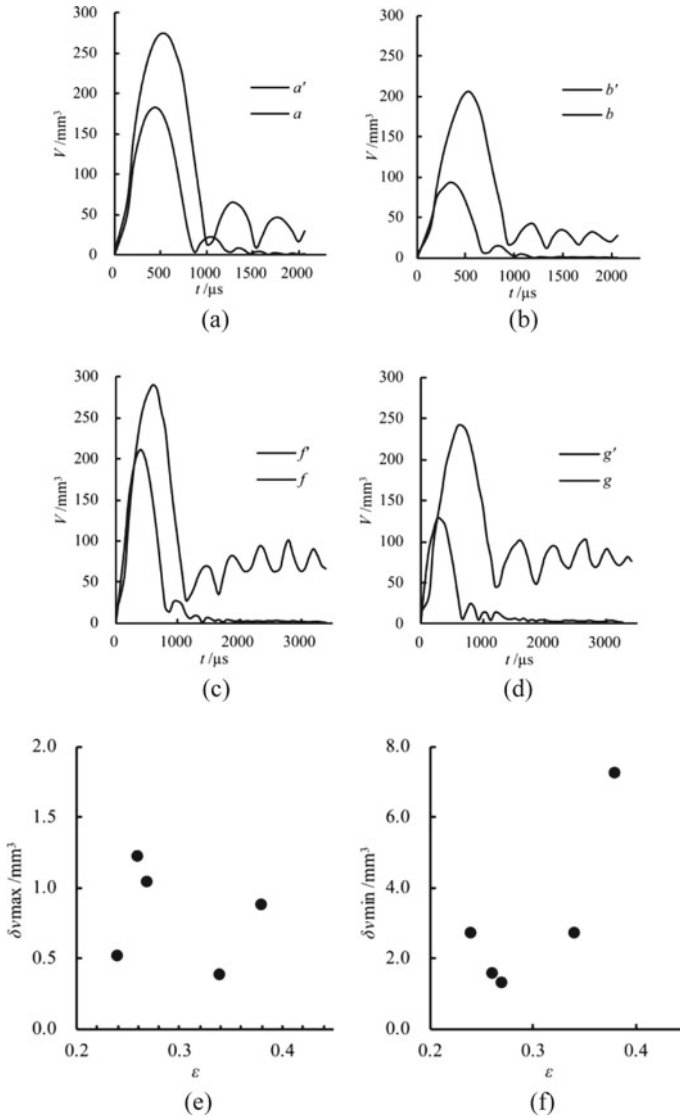 300
250
200
150
100
50
0
V/mm³
0 500 1000 1500 2000
t /µs
a'
a
(a)
300
250
200
150
100
50
0
V/mm³
0 500 1000 1500 2000
t /µs
b'
b
(b)
300
250
200
150
100
50
0
V/mm³
0 1000 2000 3000
t /µs
f'
f
(c)
300
250
200
150
100
50
0
V/mm³
0 1000 2000 3000
t /µs
g'
g
(d)
2.0
1.5
1.0
0.5
0.0
δvmax /mm³
0.2 0.3 0.4
ε
(e)
8.0
6.0
4.0
2.0
0.0
δvmin /mm³
0.2 0.3 0.4
ε
(f)